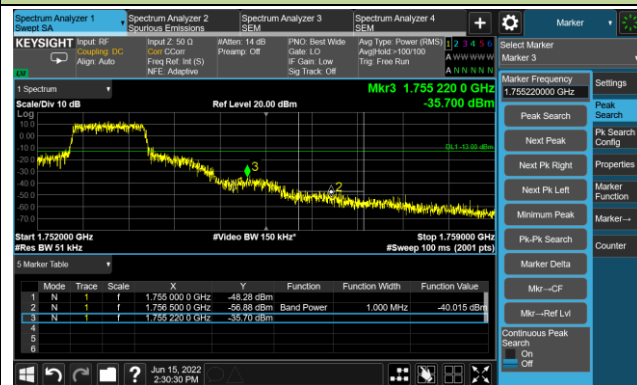 Spectrum Analyzer 1
Swept SA
Spectrum Analyzer 2
Spurious Emissions
Spectrum Analyzer 3
SEM
Spectrum Analyzer 4
SEM
+
Marker
KEYSIGHT
Input: RF
Coupling: DC
Align: Auto
Input Z: 50 Ω
Corr CCorr
Freq Ref: Int (S)
NFE: Adaptive
#Atten: 14 dB
Preamp: Off
PNO: Best Wide
Gate: LO
IF Gain: Low
Sig Track: Off
Avg Type: Power (RMS)
Avg|Hold >100/100
Trig: Free Run
1 2 3 4 5 6
A W W W W W
A N N N N N
LXI
Select Marker
Marker 3
1 Spectrum
Mkr3 1.755 220 0 GHz
-35.700 dBm
Scale/Div 10 dB
Ref Level 20.00 dBm
Log
10.0
0.00
-10.0
-20.0
-30.0
-40.0
-50.0
-60.0
-70.0
DL1 -13.00 dBm
3
2
Start 1.752000 GHz
#Res BW 51 kHz
#Video BW 150 kHz*
Stop 1.759000 GHz
#Sweep 100 ms (2001 pts)
5 Marker Table
Mode Trace Scale X Y Function Function Width Function Value
1 N 1 f 1.755 000 0 GHz -48.28 dBm
2 N 1 f 1.756 500 0 GHz -56.88 dBm Band Power 1.000 MHz -40.015 dBm
3 N 1 f 1.755 220 0 GHz -35.70 dBm
4
5
6
Marker Frequency
1.755220000 GHz
Peak Search
Next Peak
Next Pk Right
Next Pk Left
Minimum Peak
Pk-Pk Search
Marker Delta
Mkr→CF
Mkr→Ref Lvl
Continuous Peak
Search
On
Off
Settings
Peak
Search
Pk Search
Config
Properties
Marker
Function
Marker→
Counter
?
Jun 15, 2022
2:30:30 PM